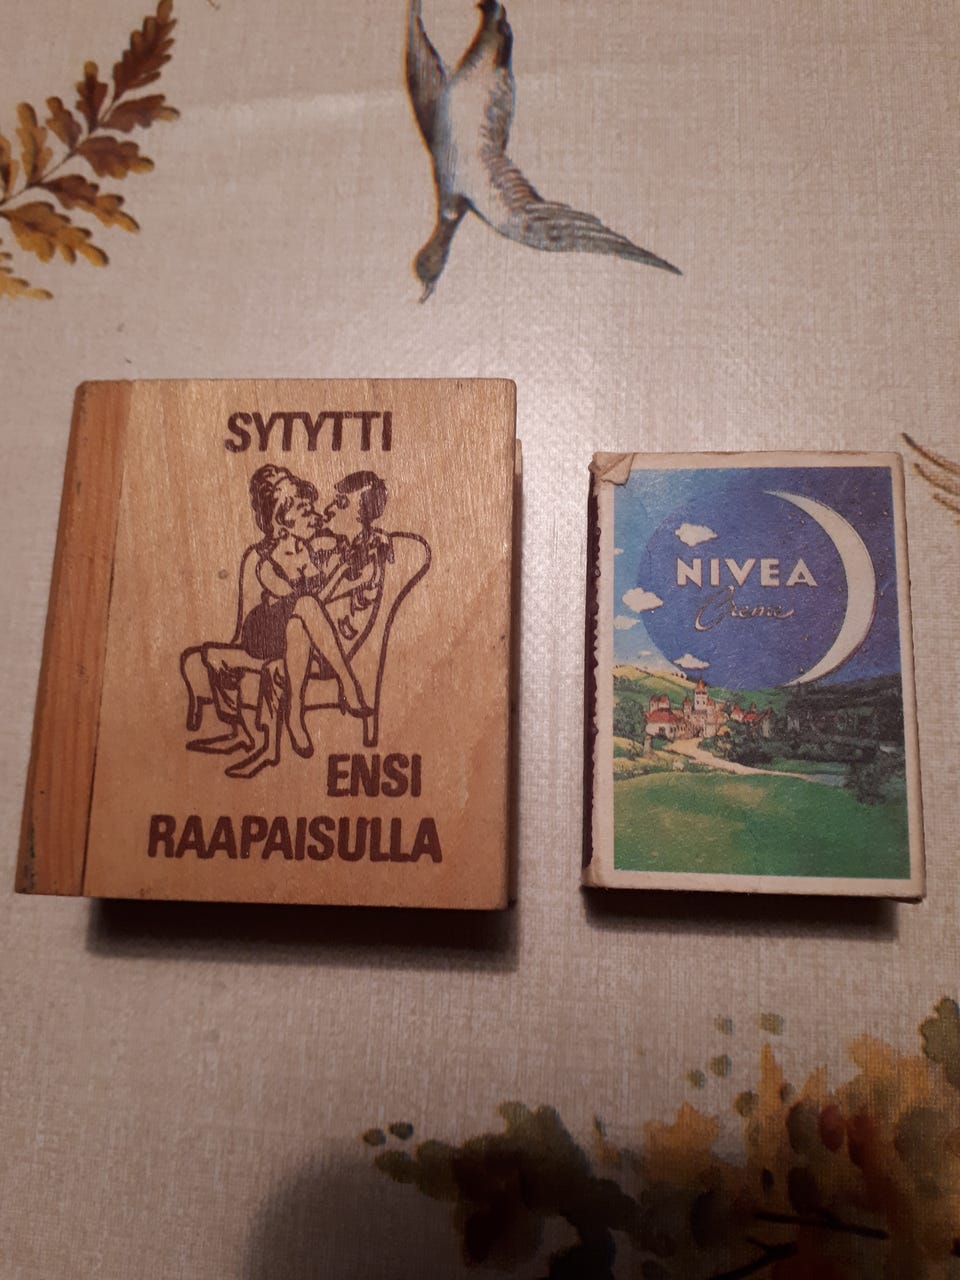 SYTYTTI
ENSI
RAAPAISULLA
NIVEA
Creme